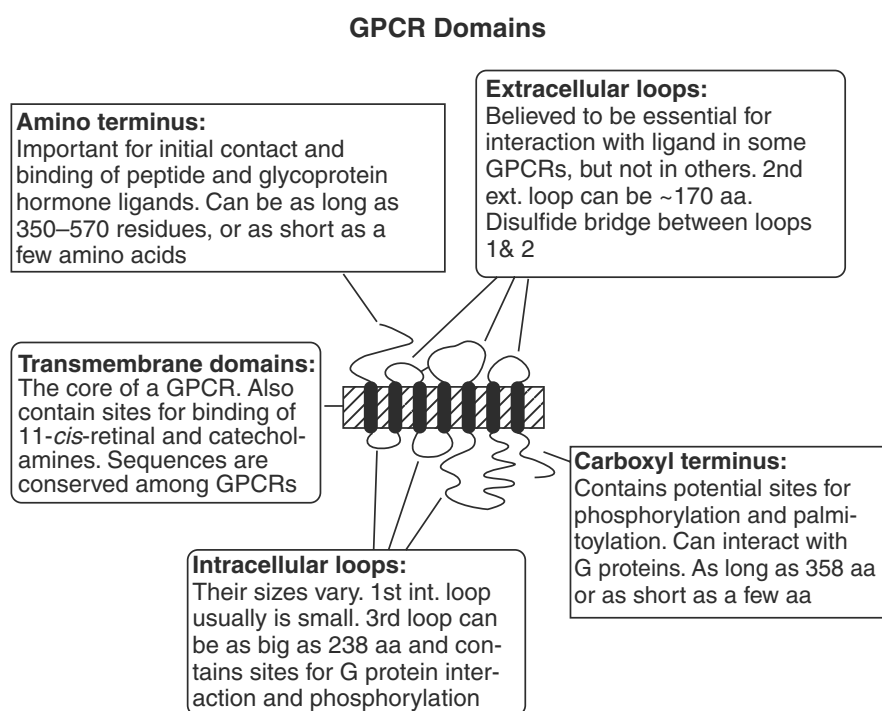 GPCR Domains
Amino terminus:
Important for initial contact and
binding of peptide and glycoprotein
hormone ligands. Can be as long as
350–570 residues, or as short as a
few amino acids
Extracellular loops:
Believed to be essential for
interaction with ligand in some
GPCRs, but not in others. 2nd
ext. loop can be ~170 aa.
Disulfide bridge between loops
1& 2
Transmembrane domains:
The core of a GPCR. Also
contain sites for binding of
11-cis-retinal and catechol-
amines. Sequences are
conserved among GPCRs
Carboxyl terminus:
Contains potential sites for
phosphorylation and palmi-
toylation. Can interact with
G proteins. As long as 358 aa
or as short as a few aa
Intracellular loops:
Their sizes vary. 1st int. loop
usually is small. 3rd loop can
be as big as 238 aa and con-
tains sites for G protein inter-
action and phosphorylation